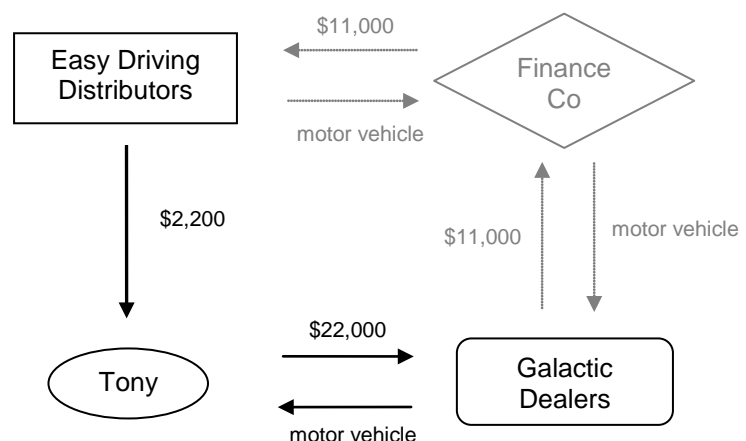 $11,000
Easy Driving
Distributors
Finance
Co
motor vehicle
$2,200
$11,000
motor vehicle
$22,000
Tony
Galactic
Dealers
motor vehicle